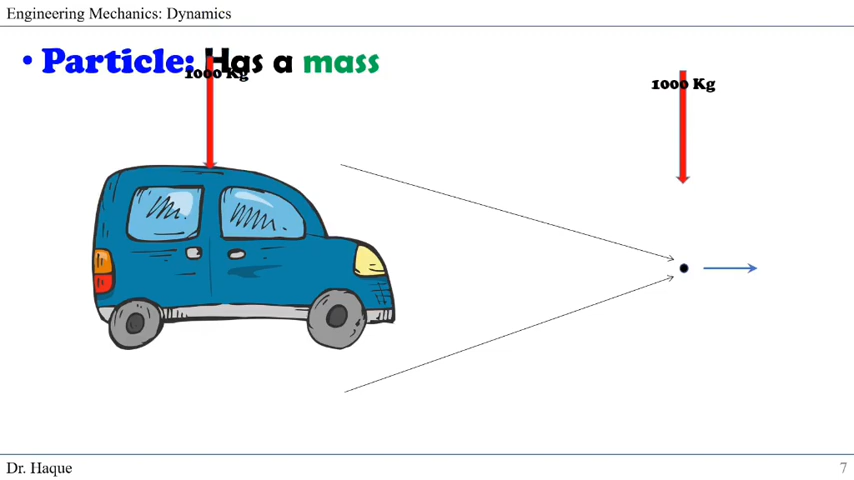 Engineering Mechanics: Dynamics
• Particle: Has a mass
1000 Kg
1000 Kg
Dr. Haque
7